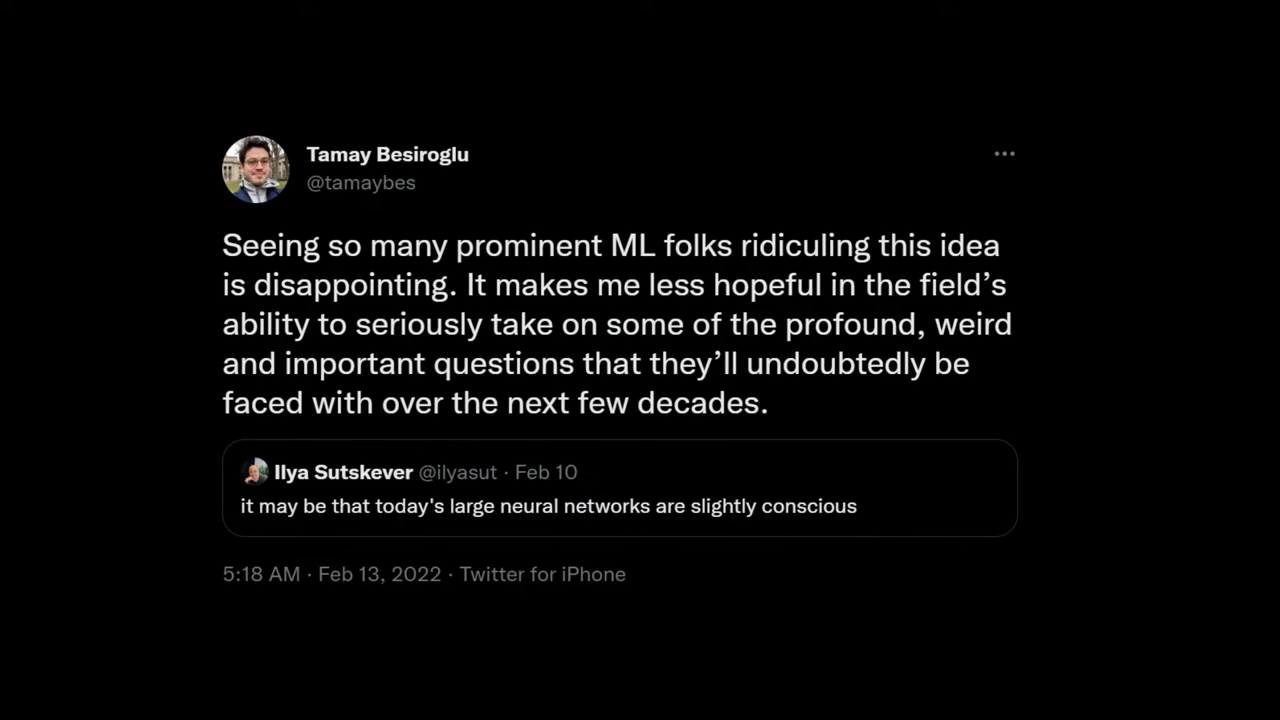 Tamay Besiroglu
@tamaybes
Seeing so many prominent ML folks ridiculing this idea
is disappointing. It makes me less hopeful in the field’s
ability to seriously take on some of the profound, weird
and important questions that they’ll undoubtedly be
faced with over the next few decades.
Ilya Sutskever @ilyasut · Feb 10
it may be that today's large neural networks are slightly conscious
5:18 AM · Feb 13, 2022 · Twitter for iPhone